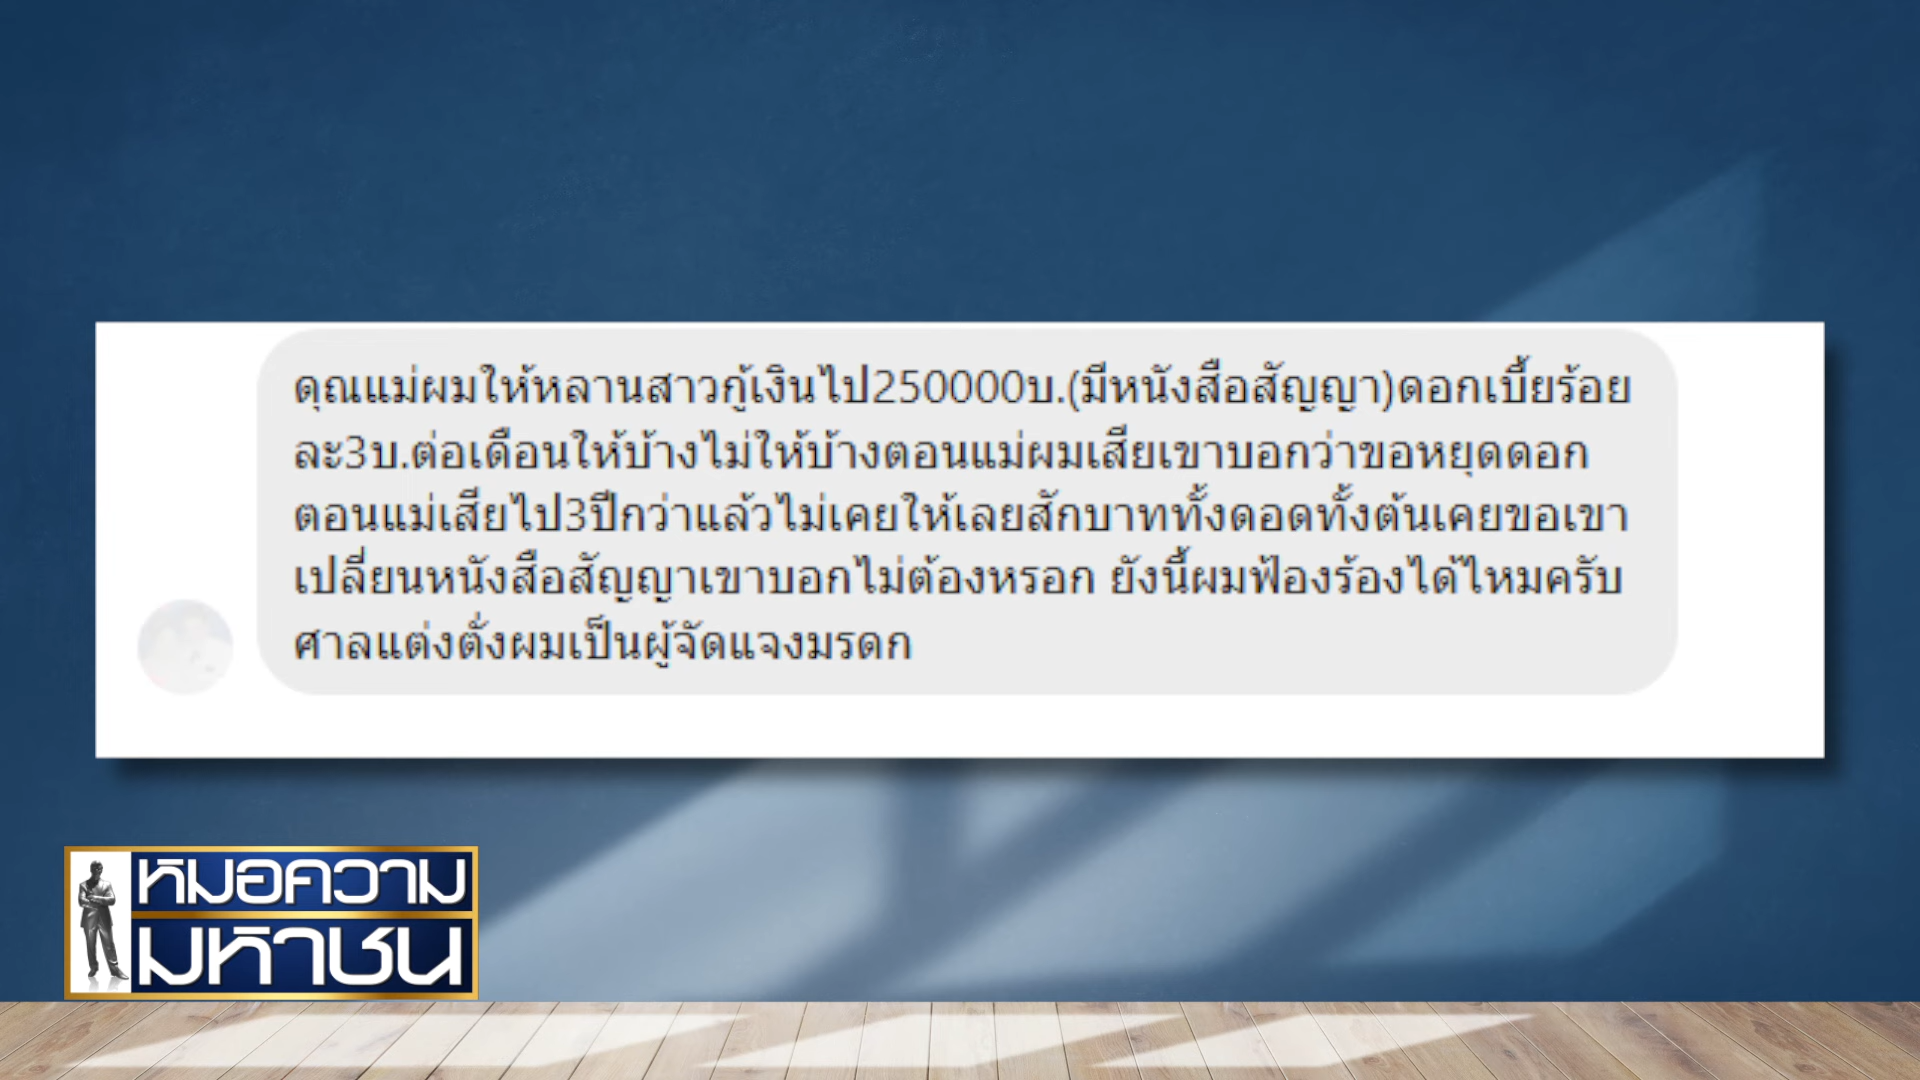 ดุณแม่ผมให้หลานสาวกู้เงินไป250000บ.(มีหนังสือสัญญา)ดอกเบี้ยร้อย
ละ3บ.ต่อเดือนให้บ้างไม่ให้บ้างตอนแม่ผมเสียเขาบอกว่าขอหยุดดอก
ตอนแม่เสียไป3ปีกว่าแล้วไม่เคยให้เลยสักบาททั้งดอดทั้งต้นเคยขอเขา
เปลี่ยนหนังสือสัญญาเขาบอกไม่ต้องหรอก ยังนี้ผมฟ้องร้องได้ไหมครับ
ศาลแต่งตั่งผมเป็นผู้จัดแจงมรดก
หมอความ
มหาชน